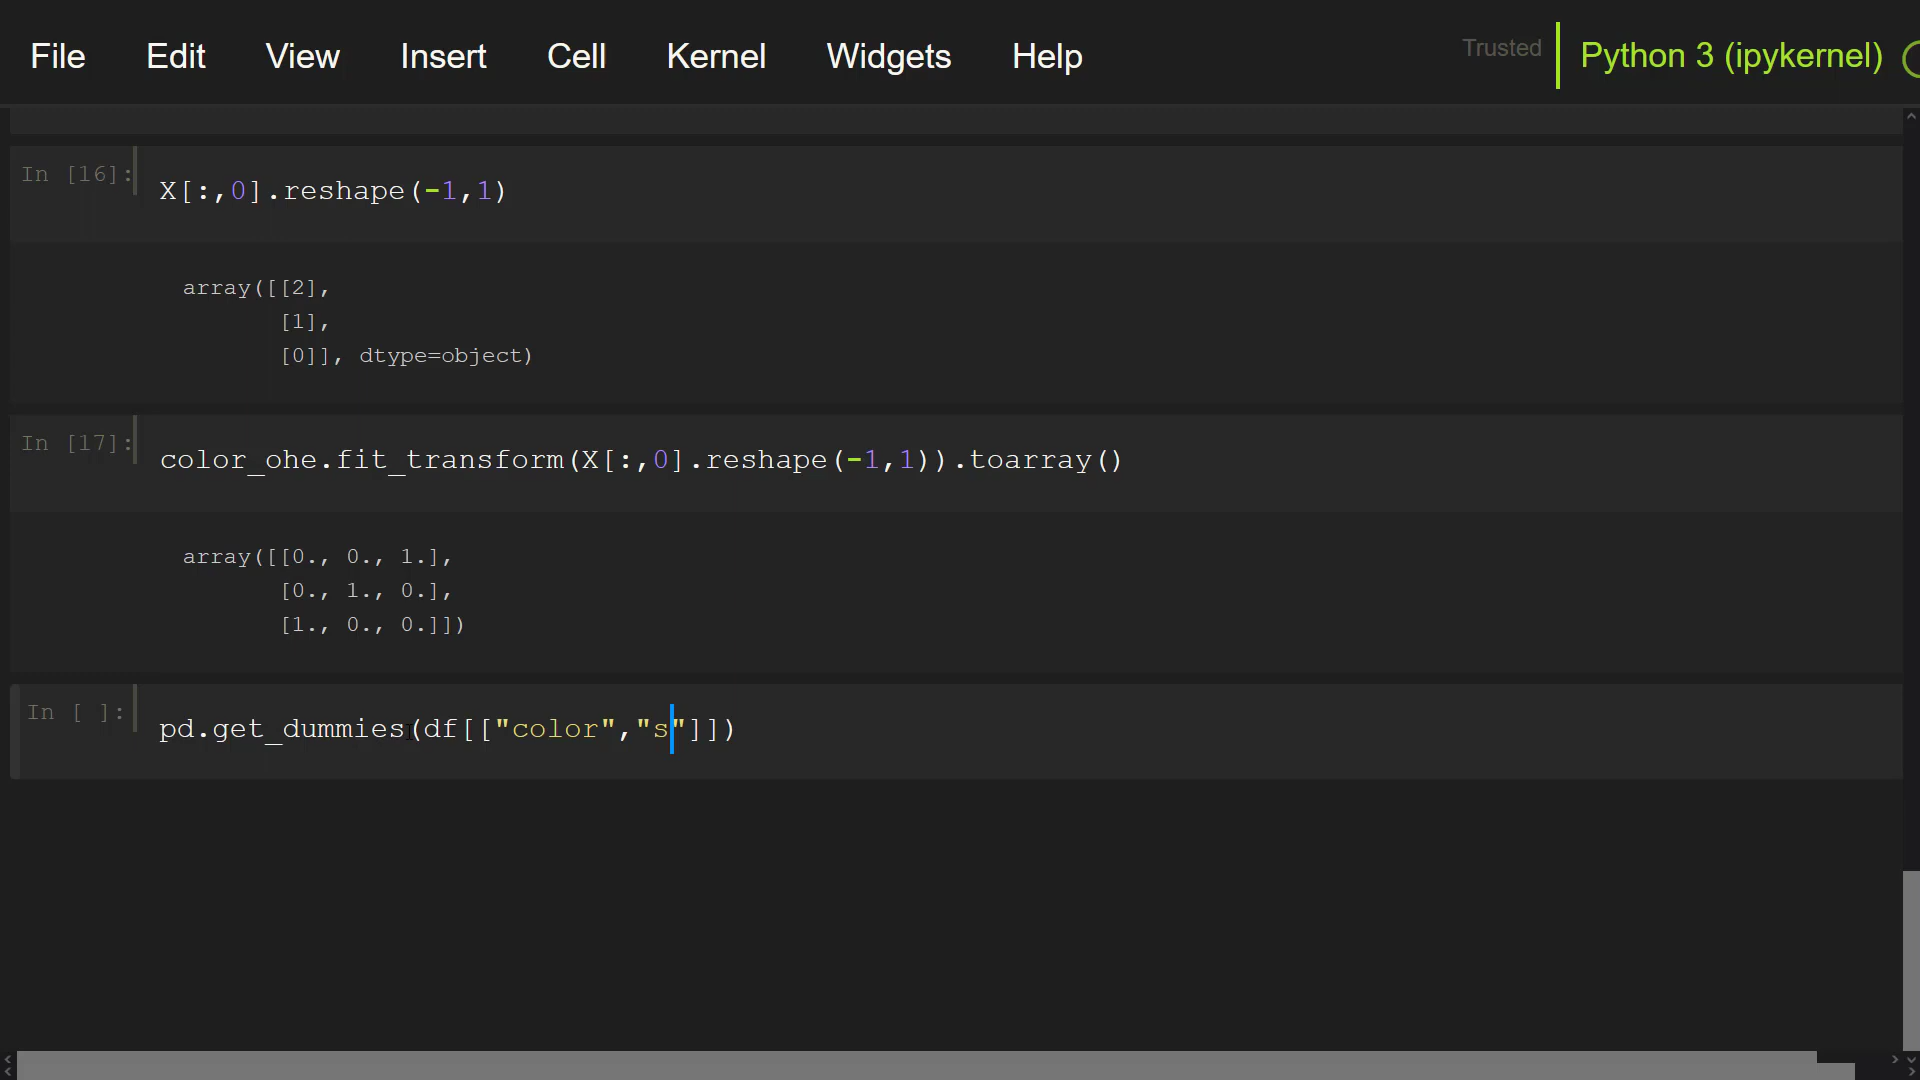 File Edit View Insert Cell Kernel Widgets Help Trusted Python 3 (ipykernel)
In [16]: X[:,0].reshape(-1,1)
array([[2],
[1],
[0]], dtype=object)
In [17]: color_ohe.fit_transform(X[:,0].reshape(-1,1)).toarray()
array([[0., 0., 1.],
[0., 1., 0.],
[1., 0., 0.]])
In [ ]: pd.get_dummies(df[["color","s"]])